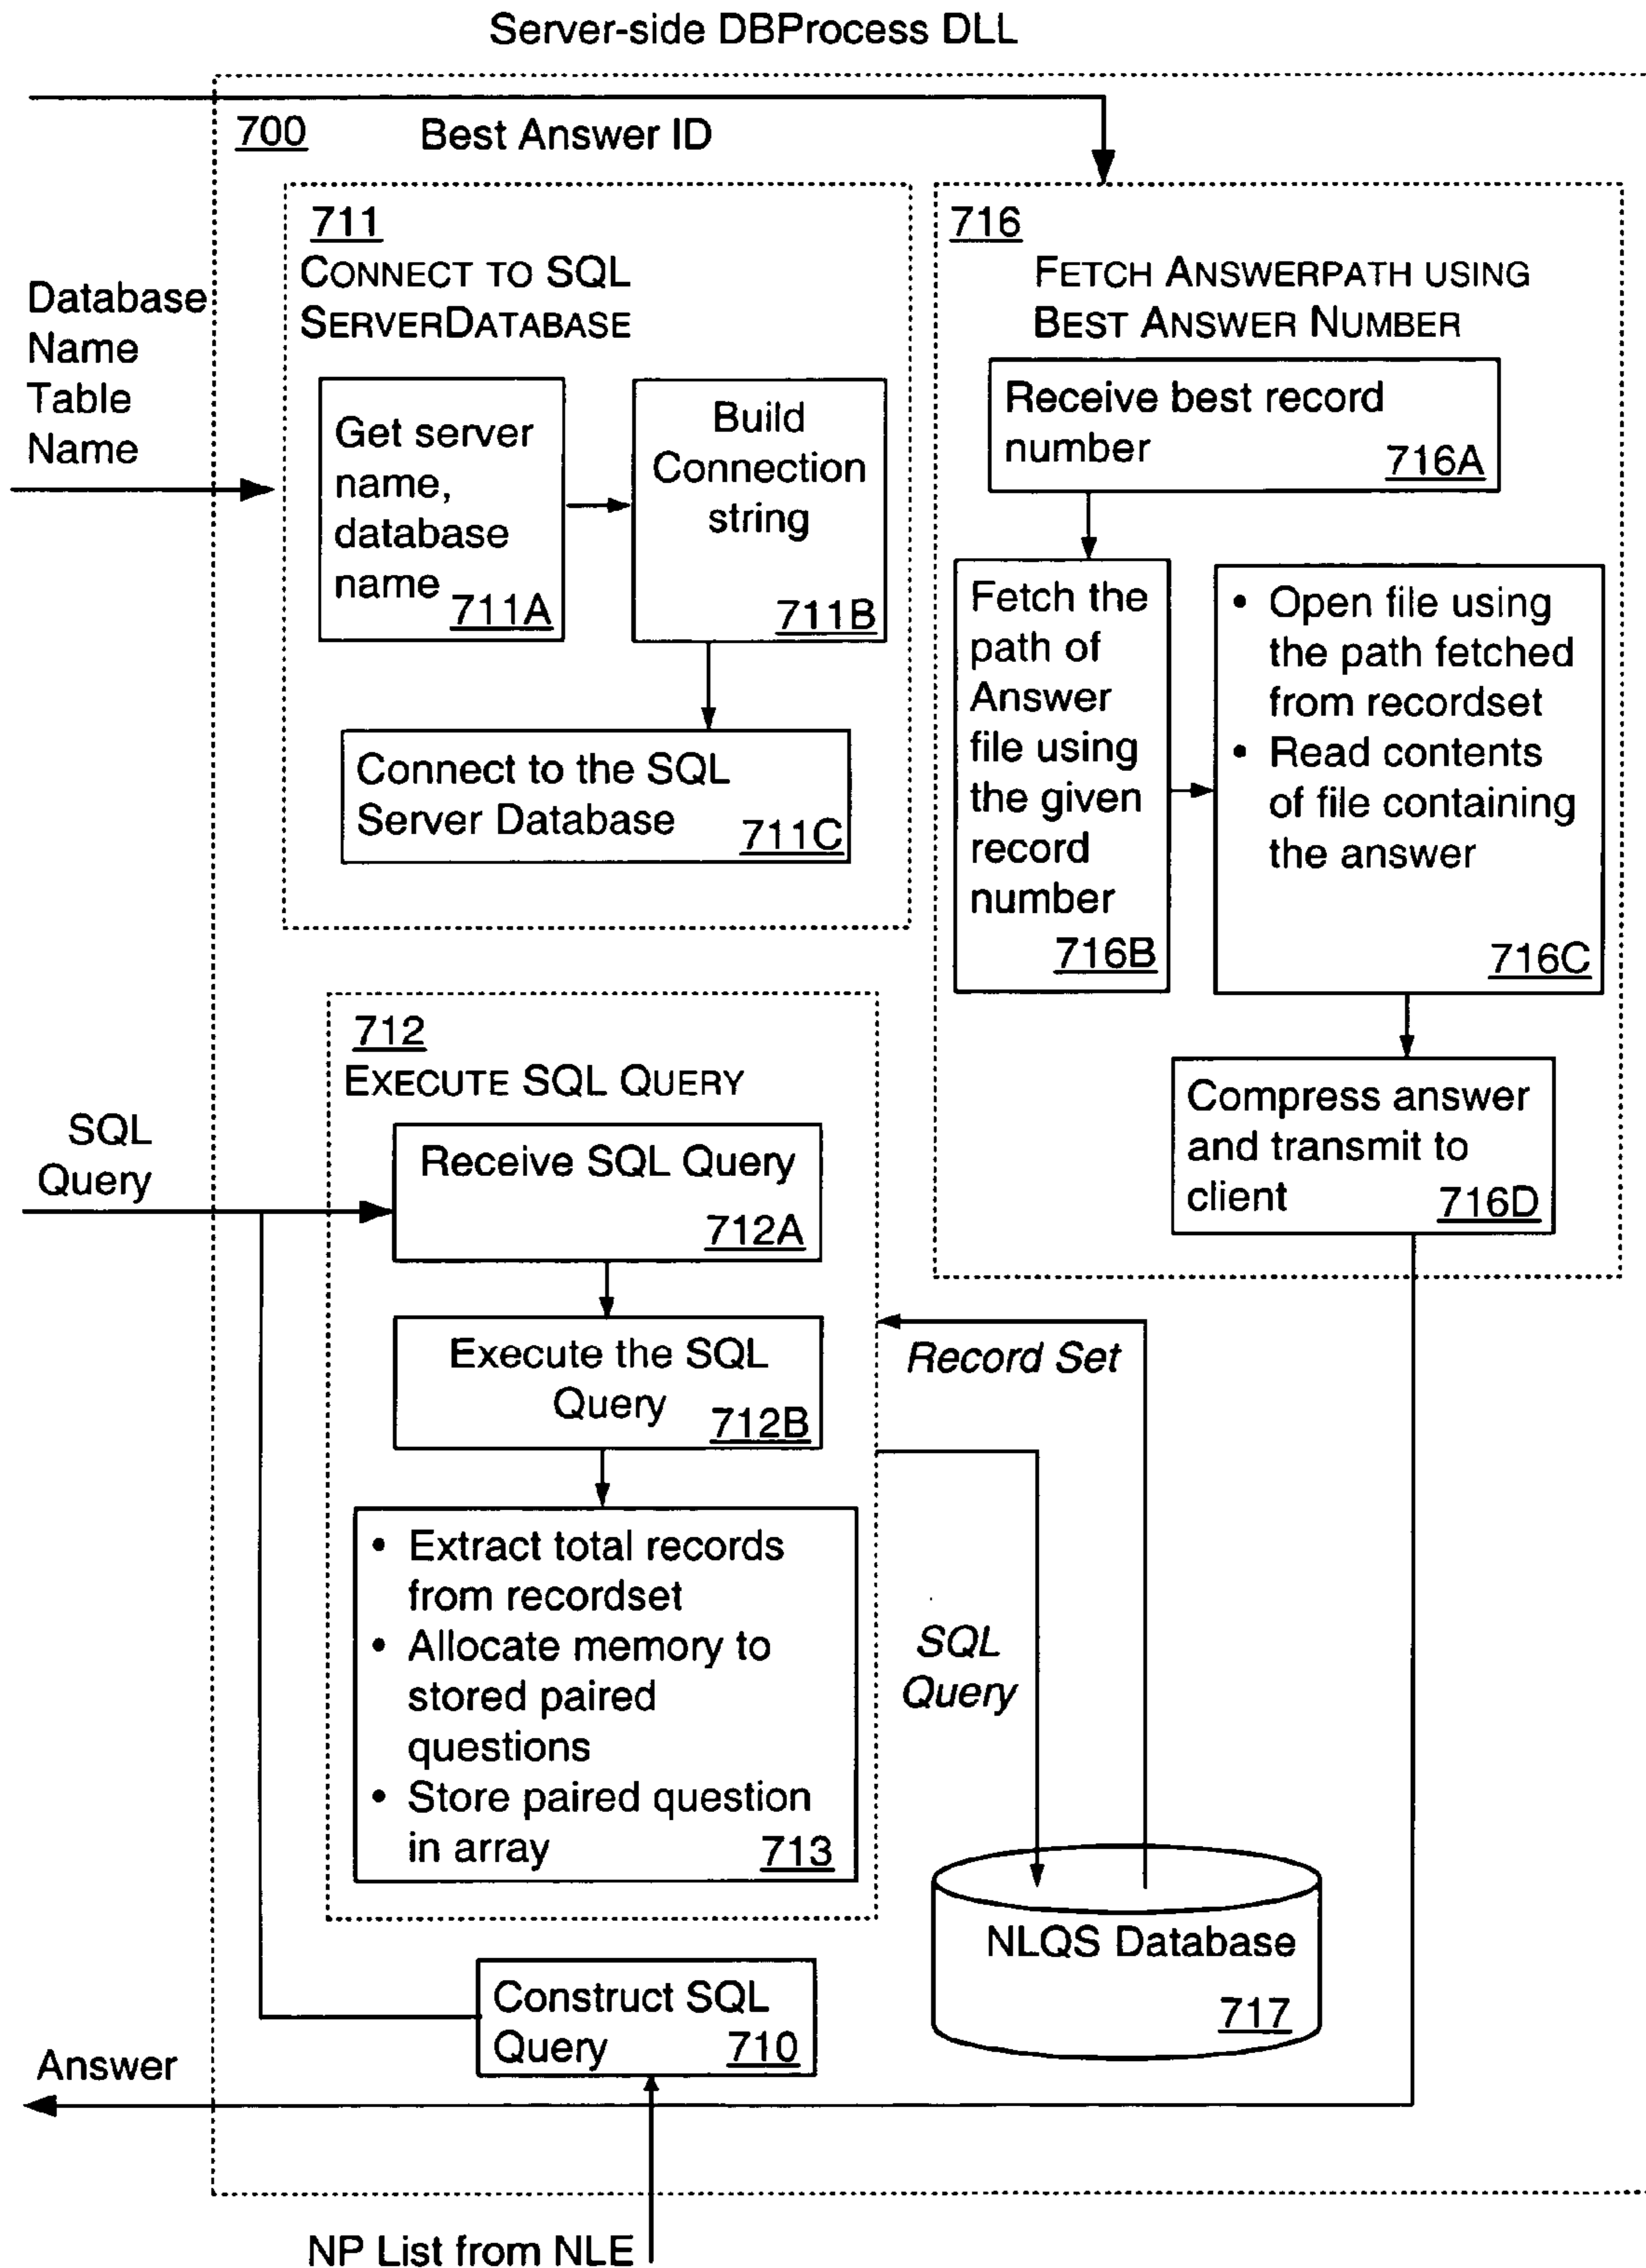 Server-side DBProcess DLL
700
Best Answer ID
Database
Name
Table
Name
711
CONNECT TO SQL
SERVERDATABASE
Get server
name,
database
name
711A
Build
Connection
string
711B
Connect to the SQL
Server Database
711C
716
FETCH ANSWERPATH USING
BEST ANSWER NUMBER
Receive best record
number
716A
Fetch the
path of
Answer
file using
the given
record
number
716B
• Open file using
the path fetched
from recordset
• Read contents
of file containing
the answer
716C
Compress answer
and transmit to
client
716D
SQL
Query
712
EXECUTE SQL QUERY
Receive SQL Query
712A
Execute the SQL
Query
712B
• Extract total records
from recordset
• Allocate memory to
stored paired
questions
• Store paired question
in array
713
Record Set
SQL
Query
NLQS Database
717
Construct SQL
Query
710
Answer
NP List from NLE